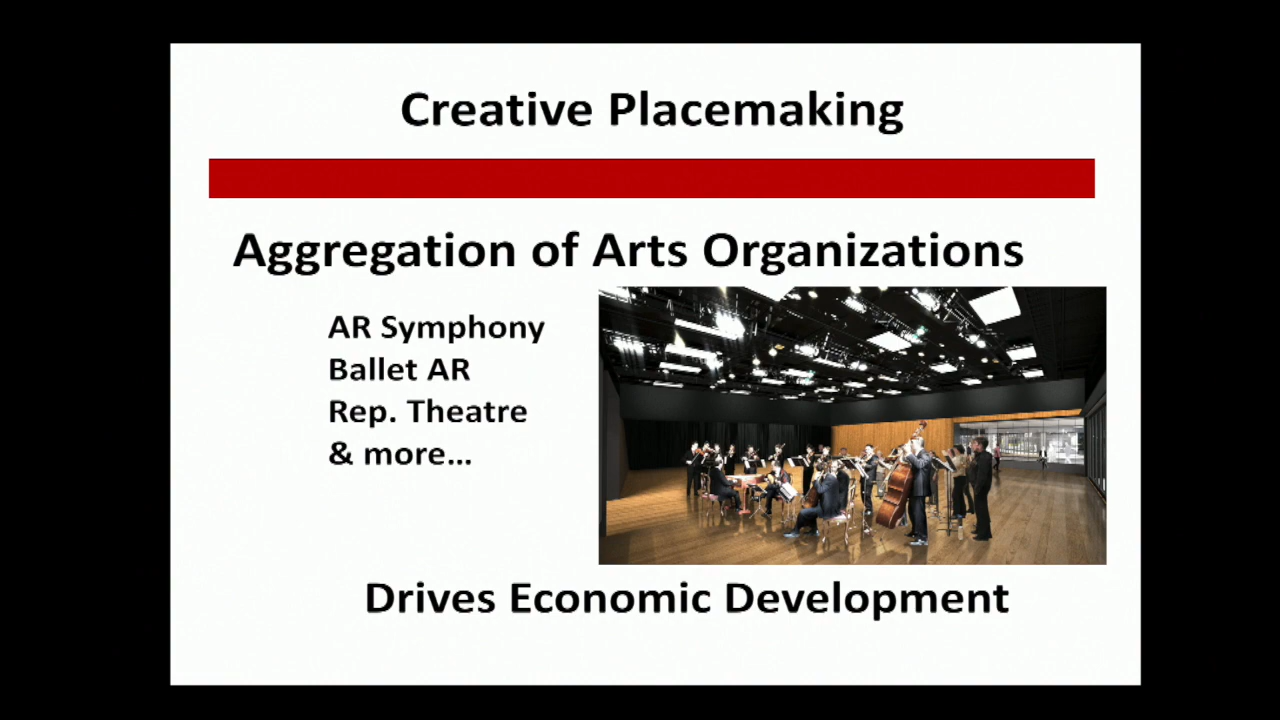 Creative Placemaking
Aggregation of Arts Organizations
AR Symphony
Ballet AR
Rep. Theatre
& more...
Drives Economic Development